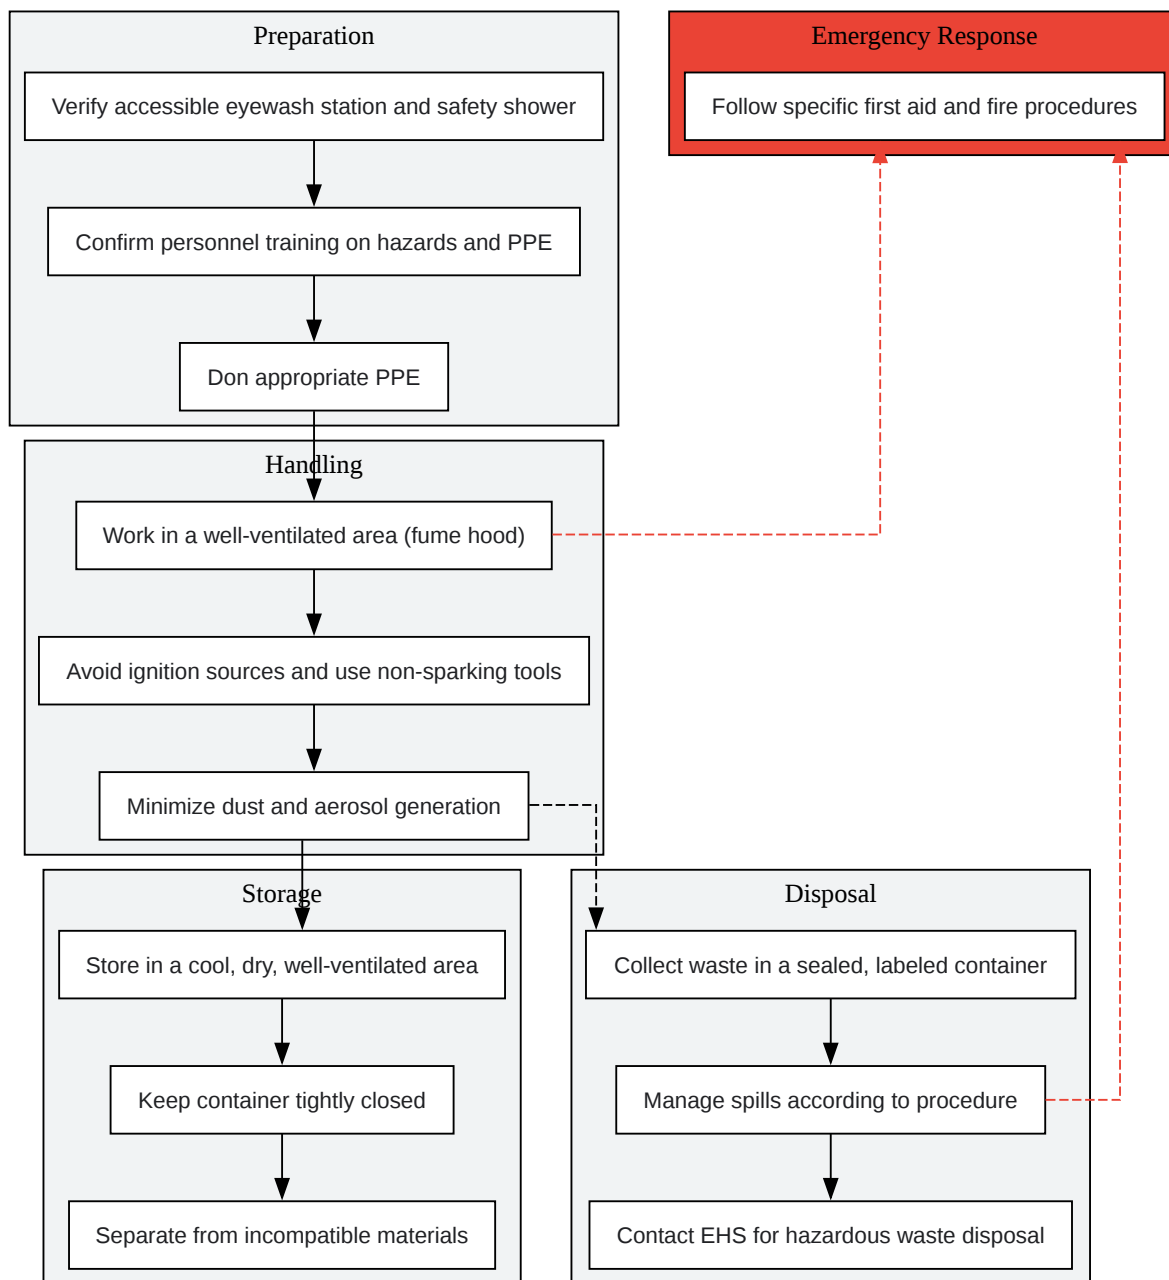 Preparation
Verify accessible eyewash station and safety shower
Confirm personnel training on hazards and PPE
Don appropriate PPE
Emergency Response
Follow specific first aid and fire procedures
Handling
Work in a well-ventilated area (fume hood)
Avoid ignition sources and use non-sparking tools
Minimize dust and aerosol generation
Storage
Store in a cool, dry, well-ventilated area
Keep container tightly closed
Separate from incompatible materials
Disposal
Collect waste in a sealed, labeled container
Manage spills according to procedure
Contact EHS for hazardous waste disposal